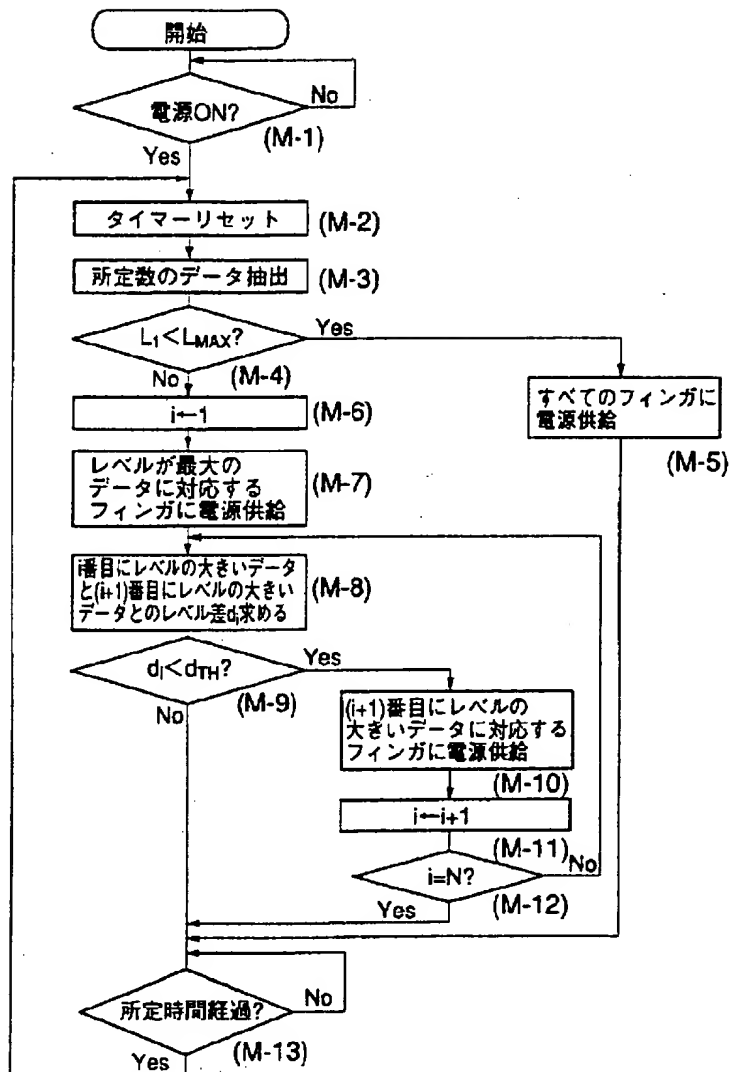 開始
電源ON?
No
(M-1)
Yes
タイマーリセット
(M-2)
所定数のデータ抽出
(M-3)
L1<LMAX?
Yes
(M-4)
No
すべてのフィンガに
電源供給
(M-5)
i←1
(M-6)
レベルが最大の
データに対応する
フィンガに電源供給
(M-7)
i番目にレベルの大きいデータ
と(i+1)番目にレベルの大きい
データとのレベル差di求める
(M-8)
di<dTH?
Yes
(M-9)
No
(i+1)番目にレベルの
大きいデータに対応する
フィンガに電源供給
(M-10)
i←i+1
(M-11)
No
i=N?
(M-12)
Yes
所定時間経過?
No
(M-13)
Yes